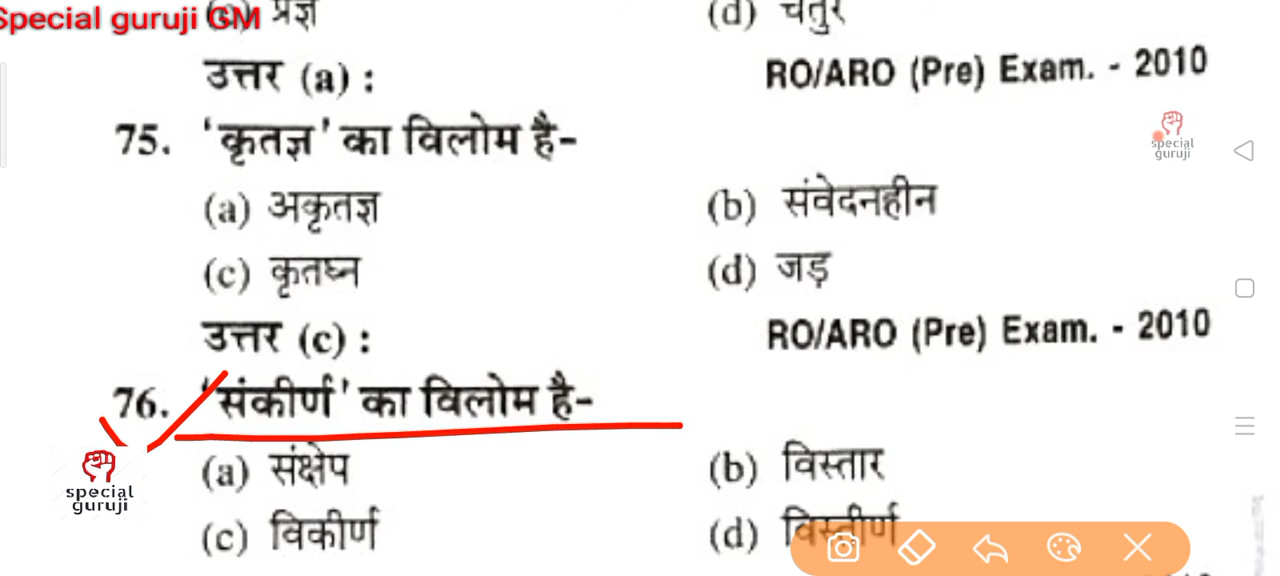 Special guruji GM
(c) प्रज्ञ (d) चतुर
उत्तर (a) : RO/ARO (Pre) Exam. - 2010
75. 'कृतज्ञ' का विलोम है-
special
guruji
(a) अकृतज्ञ (b) संवेदनहीन
(c) कृतघ्न (d) जड़
उत्तर (c) : RO/ARO (Pre) Exam. - 2010
76. 'संकीर्ण' का विलोम है-
special
guruji
(a) संक्षेप (b) विस्तार
(c) विकीर्ण (d) विस्तीर्ण